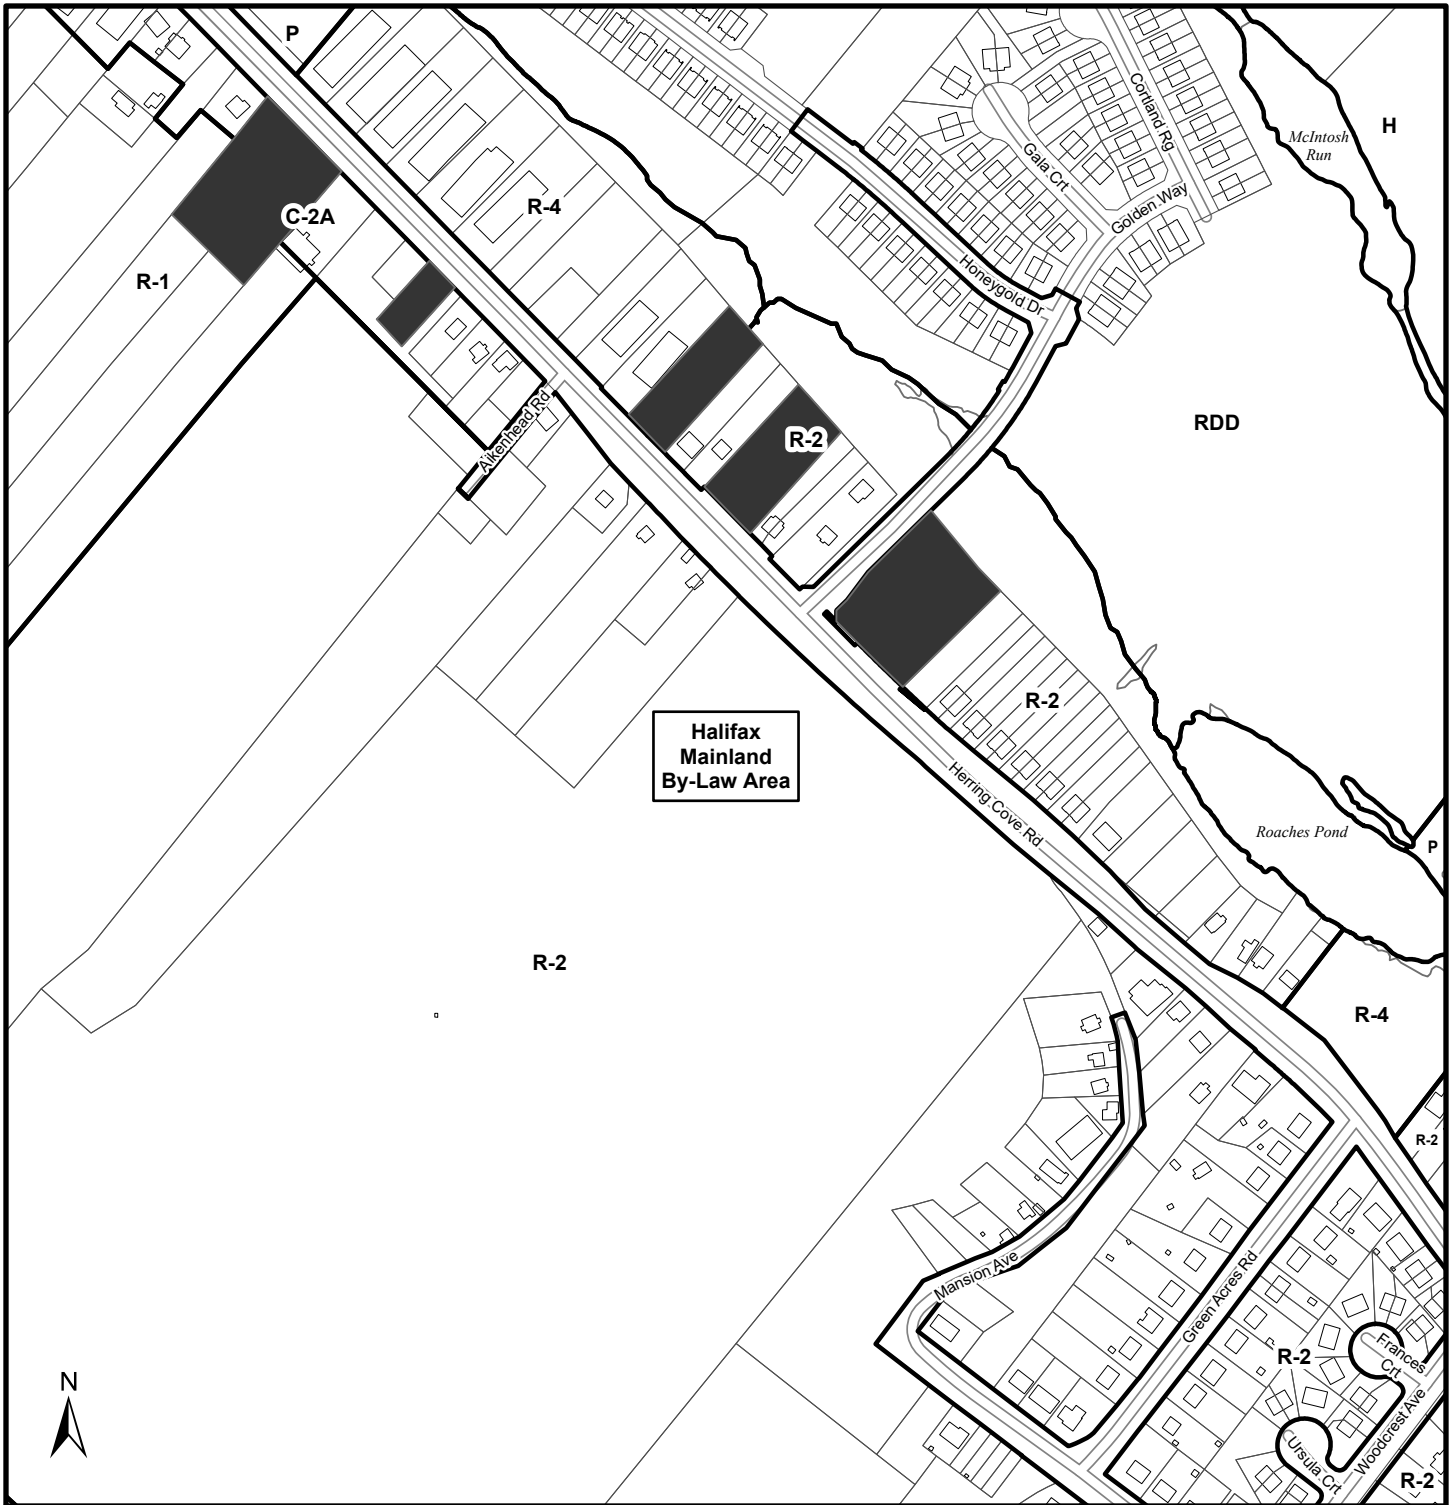 P
H
McIntosh
Run
Cortland Rg
Gala Crt
Golden Way
R-4
C-2A
R-1
Honeygold Dr
Aikenhead Rd
RDD
R-2
R-2
Halifax
Mainland
By-Law Area
Herring Cove Rd
Roaches Pond
P
R-2
R-4
R-2
Mansion Ave
Green Acres Rd
R-2
Frances
Crt
Woodcrest Ave
Ursula Crt
R-2
N